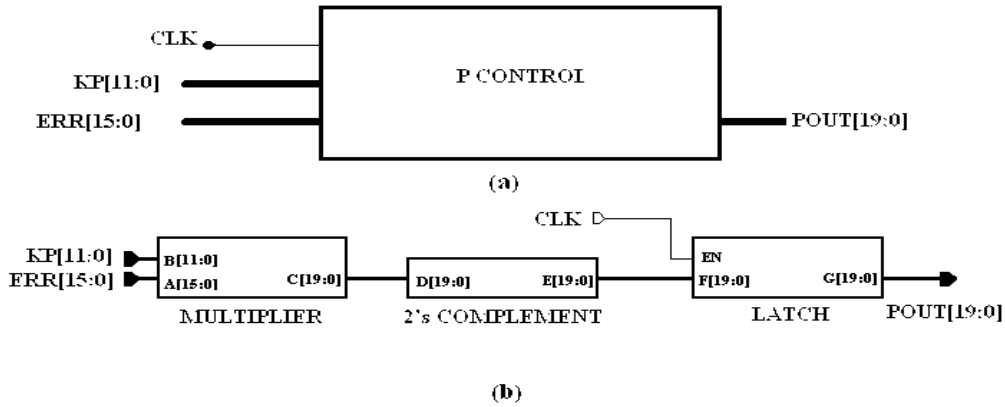 CLK
KP[11:0]
P CONTROL
ERR[15:0]
POUT[19:0]
(a)
CLK
KP[11:0]
B[11:0]
EN
ERR[15:0]
A[15:0]
C[19:0]
D[19:0]
E[19:0]
F[19:0]
G[19:0]
MULTIPLIER
2's COMPLEMENT
LATCH
POUT[19:0]
(b)